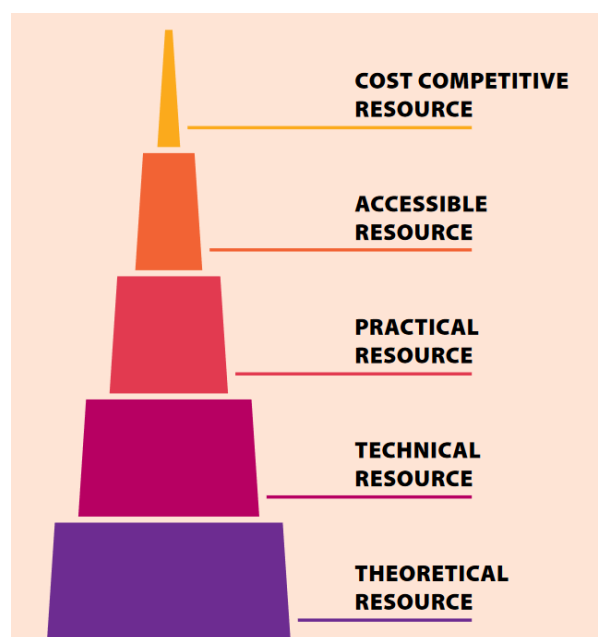 COST COMPETITIVE
RESOURCE
ACCESSIBLE
RESOURCE
PRACTICAL
RESOURCE
TECHNICAL
RESOURCE
THEORETICAL
RESOURCE